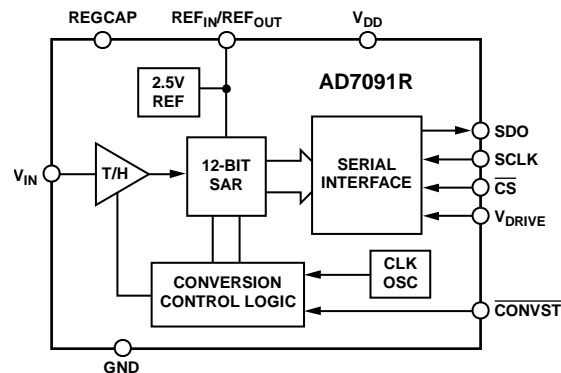 REGCAP
REFIN/REFOUT
VDD
2.5V
REF
AD7091R
VIN
T/H
12-BIT
SAR
SERIAL
INTERFACE
SDO
SCLK
CS
VDRIVE
CONVERSION
CONTROL LOGIC
CLK
OSC
CONVST
GND